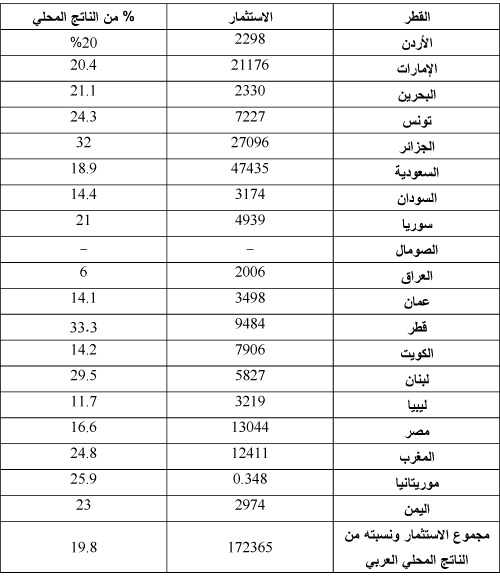 القطر الاستثمار % من الناتج المحلي
الأردن 2298 20%
الإمارات 21176 20.4
البحرين 2330 21.1
تونس 7227 24.3
الجزائر 27096 32
السعودية 47435 18.9
السودان 3174 14.4
سوريا 4939 21
الصومال – –
العراق 2006 6
عمان 3498 14.1
قطر 9484 33.3
الكويت 7906 14.2
لبنان 5827 29.5
ليبيا 3219 11.7
مصر 13044 16.6
المغرب 12411 24.8
موريتانيا 0.348 25.9
اليمن 2974 23
مجموع الاستثمار ونسبته من
الناتج المحلي العربي 172365 19.8